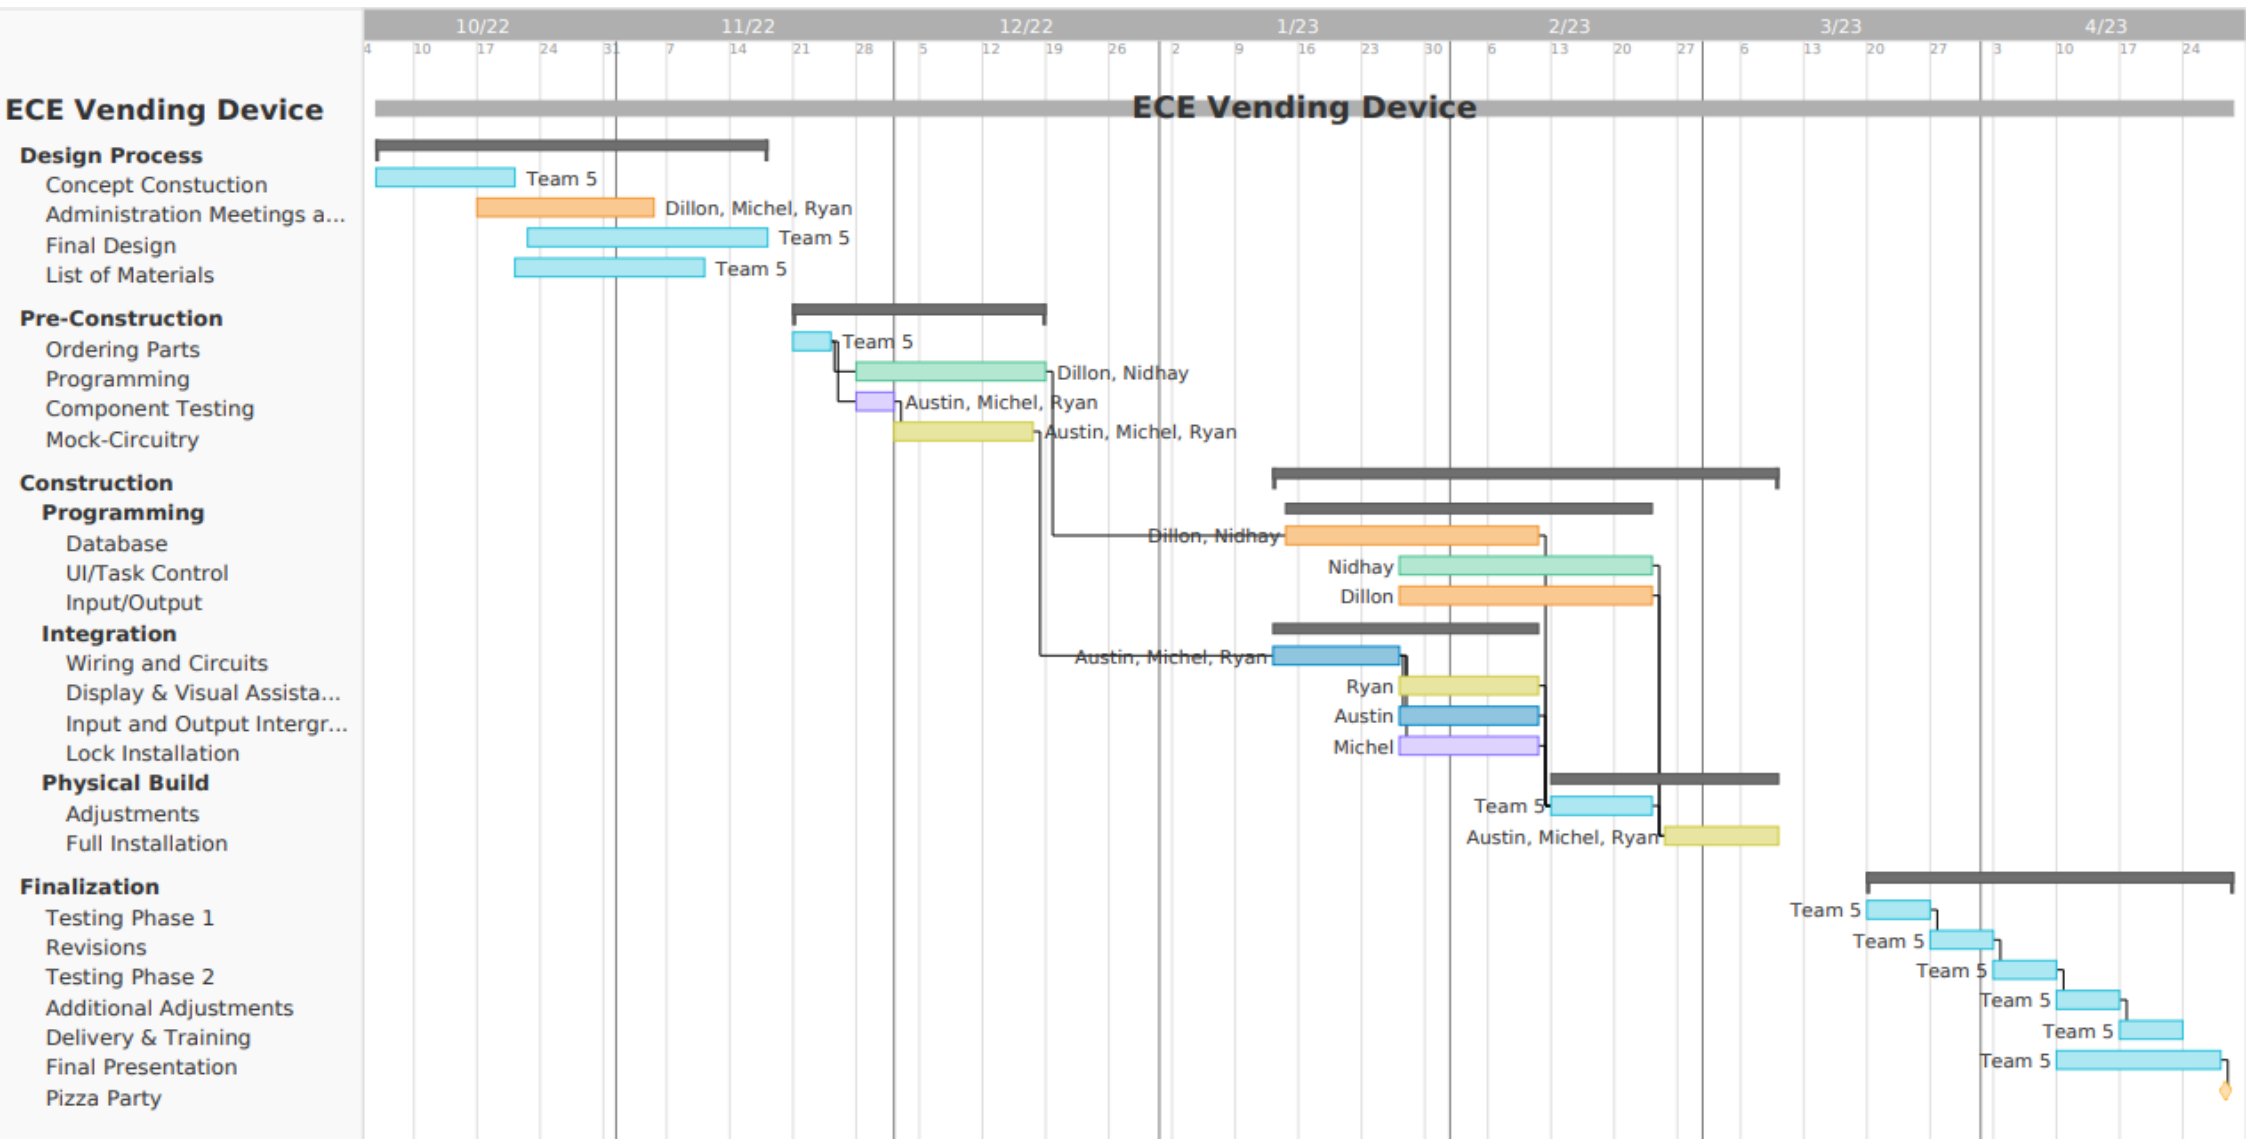 10/22 11/22 12/22 1/23 2/23 3/23 4/23
4 10 17 24 31 7 14 21 28 5 12 19 26 2 9 16 23 30 6 13 20 27 6 13 20 27 3 10 17 24
ECE Vending Device ECE Vending Device
Design Process
Concept Constuction Team 5
Administration Meetings a... Dillon, Michel, Ryan
Final Design Team 5
List of Materials Team 5
Pre-Construction
Ordering Parts Team 5
Programming Dillon, Nidhay
Component Testing Austin, Michel, Ryan
Mock-Circuitry Austin, Michel, Ryan
Construction
Programming
Database Dillon, Nidhay
UI/Task Control Nidhay
Input/Output Dillon
Integration
Wiring and Circuits Austin, Michel, Ryan
Display & Visual Assista... Ryan
Input and Output Intergr... Austin
Lock Installation Michel
Physical Build
Adjustments Team 5
Full Installation Austin, Michel, Ryan
Finalization
Testing Phase 1 Team 5
Revisions Team 5
Testing Phase 2 Team 5
Additional Adjustments Team 5
Delivery & Training Team 5
Final Presentation Team 5
Pizza Party